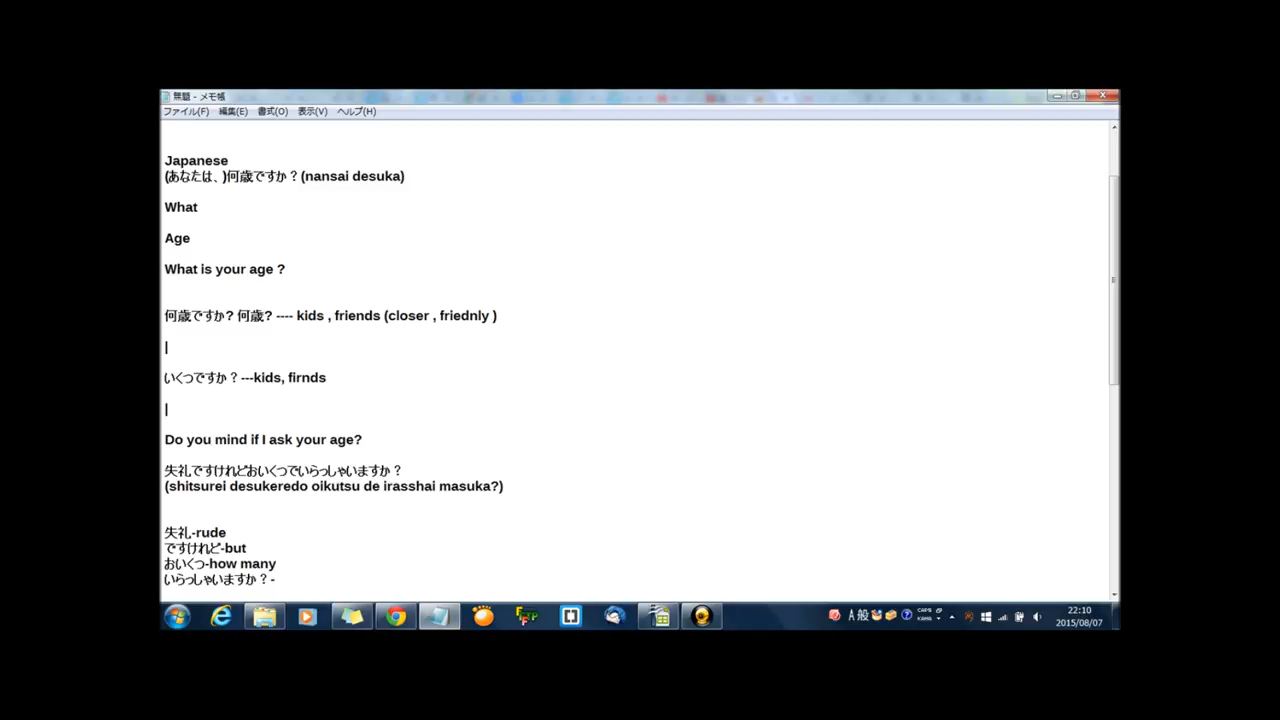 無題 - メモ帳
ファイル(F) 編集(E) 書式(O) 表示(V) ヘルプ(H)
Japanese
(あなたは、)何歳ですか？(nansai desuka)
What
Age
What is your age ?
何歳ですか? 何歳? ---- kids , friends (closer , friednly )
|
いくつですか？---kids, firnds
|
Do you mind if I ask your age?
失礼ですけれどおいくつでいらっしゃいますか？
(shitsurei desukeredo oikutsu de irasshai masuka?)
失礼-rude
ですけれど-but
おいくつ-how many
いらっしゃいますか？-
A 般 CAPS KANA
22:10
2015/08/07